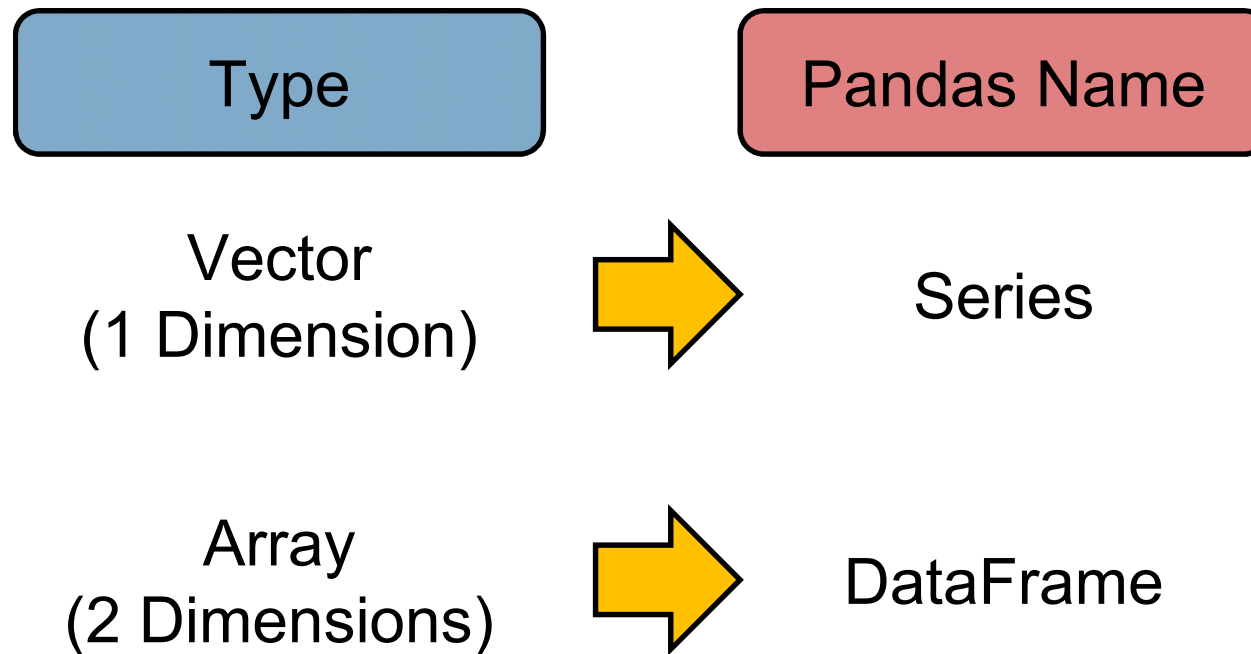 Type
Pandas Name
Vector
(1 Dimension)
Series
Array
(2 Dimensions)
DataFrame